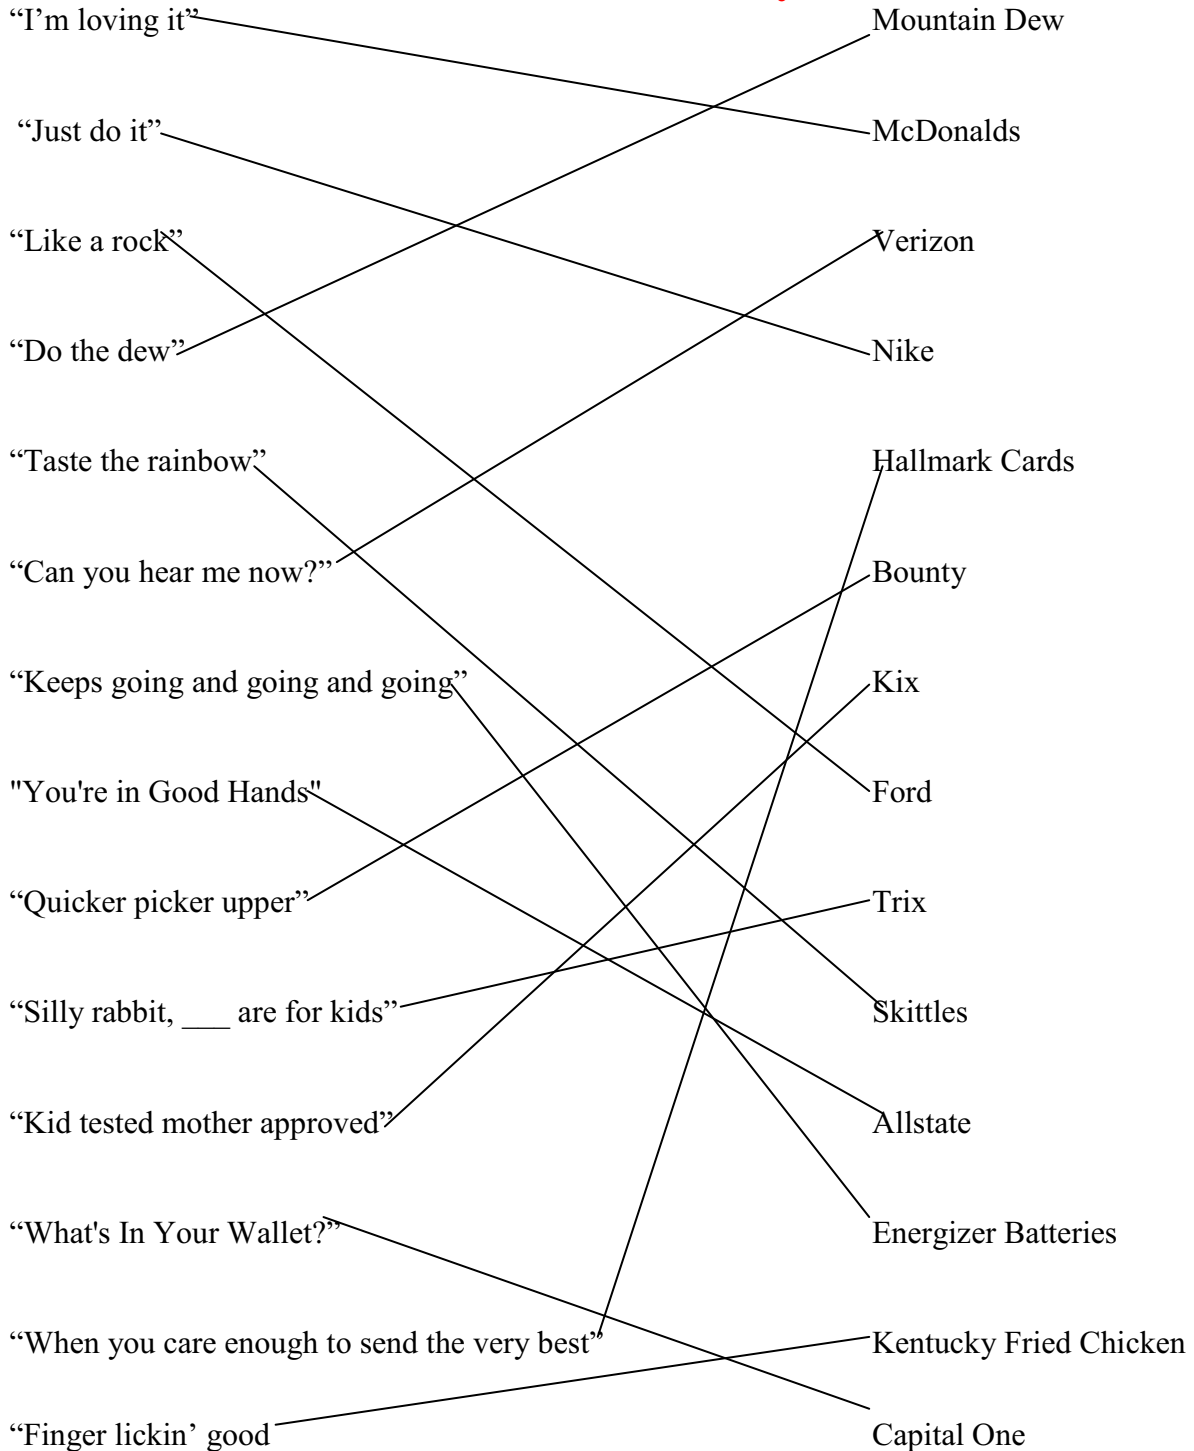 “I’m loving it” Mountain Dew
“Just do it” McDonalds
“Like a rock” Verizon
“Do the dew” Nike
“Taste the rainbow” Hallmark Cards
“Can you hear me now?” Bounty
“Keeps going and going and going” Kix
"You're in Good Hands" Ford
“Quicker picker upper” Trix
“Silly rabbit, ___ are for kids” Skittles
“Kid tested mother approved” Allstate
“What's In Your Wallet?” Energizer Batteries
“When you care enough to send the very best” Kentucky Fried Chicken
“Finger lickin’ good Capital One